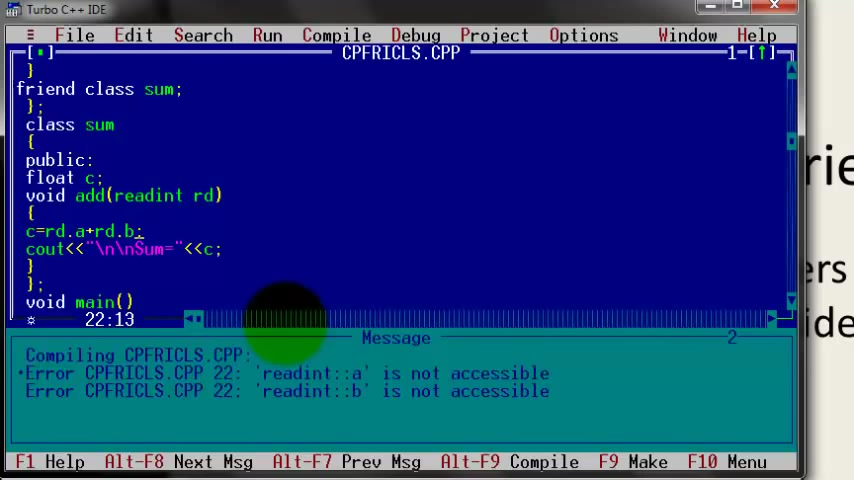 Turbo C++ IDE
≡ File Edit Search Run Compile Debug Project Options Window Help
[▪] CPFRICLS.CPP 1=[↑]
}
friend class sum;
};
class sum
{
public:
float c;
void add(readint rd)
{
c=rd.a+rd.b;
cout<<"\n\nSum="<<c;
}
};
void main()
22:13
Message 2
Compiling CPFRICLS.CPP:
•Error CPFRICLS.CPP 22: 'readint::a' is not accessible
Error CPFRICLS.CPP 22: 'readint::b' is not accessible
F1 Help Alt-F8 Next Msg Alt-F7 Prev Msg Alt-F9 Compile F9 Make F10 Menu
rie
ers
ide